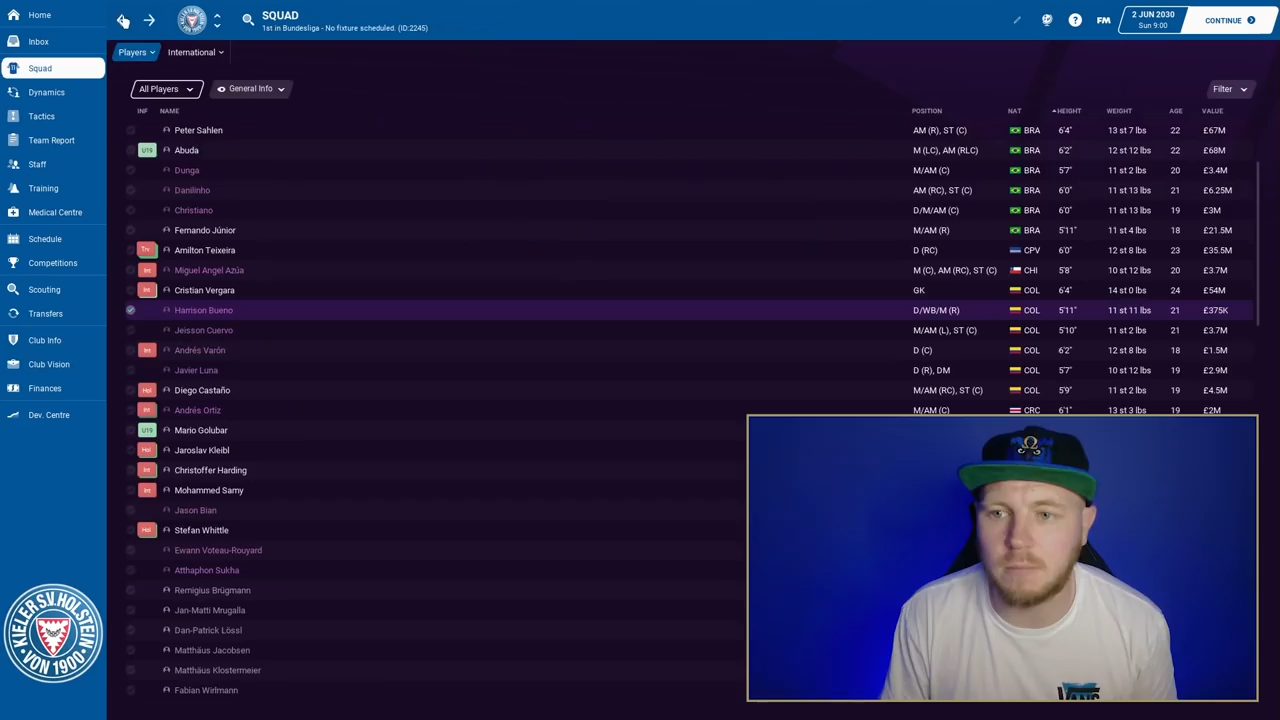 Home
Inbox
Squad
Dynamics
Tactics
Team Report
Staff
Training
Medical Centre
Schedule
Competitions
Scouting
Transfers
Club Info
Club Vision
Finances
Dev. Centre
KIELER S.V. HOLSTEIN
VON 1900
SQUAD
1st in Bundesliga - No fixture scheduled. (ID:2245)
FM
2 JUN 2030
Sun 9:00
CONTINUE
Players
International
All Players
General Info
Filter
INF NAME POSITION NAT HEIGHT WEIGHT AGE VALUE
Peter Sahlen AM (R), ST (C) BRA 6'4" 13 st 7 lbs 22 £67M
U19 Abuda M (LC), AM (RLC) BRA 6'2" 12 st 12 lbs 22 £68M
Dunga M/AM (C) BRA 5'7" 11 st 2 lbs 20 £3.4M
Danilinho AM (RC), ST (C) BRA 6'0" 11 st 13 lbs 21 £6.25M
Christiano D/M/AM (C) BRA 6'0" 11 st 13 lbs 19 £3M
Fernando Júnior M/AM (R) BRA 5'11" 11 st 4 lbs 18 £21.5M
Trv Amilton Teixeira D (RC) CPV 6'0" 12 st 8 lbs 23 £35.5M
Int Miguel Angel Azúa M (C), AM (RC), ST (C) CHI 5'8" 10 st 12 lbs 20 £3.7M
Int Cristian Vergara GK COL 6'4" 14 st 0 lbs 24 £54M
Harrison Bueno D/WB/M (R) COL 5'11" 11 st 11 lbs 21 £375K
Jeisson Cuervo M/AM (L), ST (C) COL 5'10" 11 st 2 lbs 21 £3.7M
Int Andrés Varón D (C) COL 6'2" 12 st 8 lbs 18 £1.5M
Javier Luna D (R), DM COL 5'7" 10 st 12 lbs 19 £2.9M
Hol Diego Castaño M/AM (RC), ST (C) COL 5'9" 11 st 2 lbs 19 £4.5M
Int Andrés Ortiz M/AM (C) CRC 6'1" 13 st 3 lbs 19 £2M
U19 Mario Golubar
Hol Jaroslav Kleibl
Int Christoffer Harding
Int Mohammed Samy
Jason Bian
Hol Stefan Whittle
Ewann Voteau-Rouyard
Atthaphon Sukha
Remigius Brügmann
Jan-Matti Mrugalla
Dan-Patrick Lössl
Matthäus Jacobsen
Matthäus Klostermeier
Fabian Wirlmann
VANS